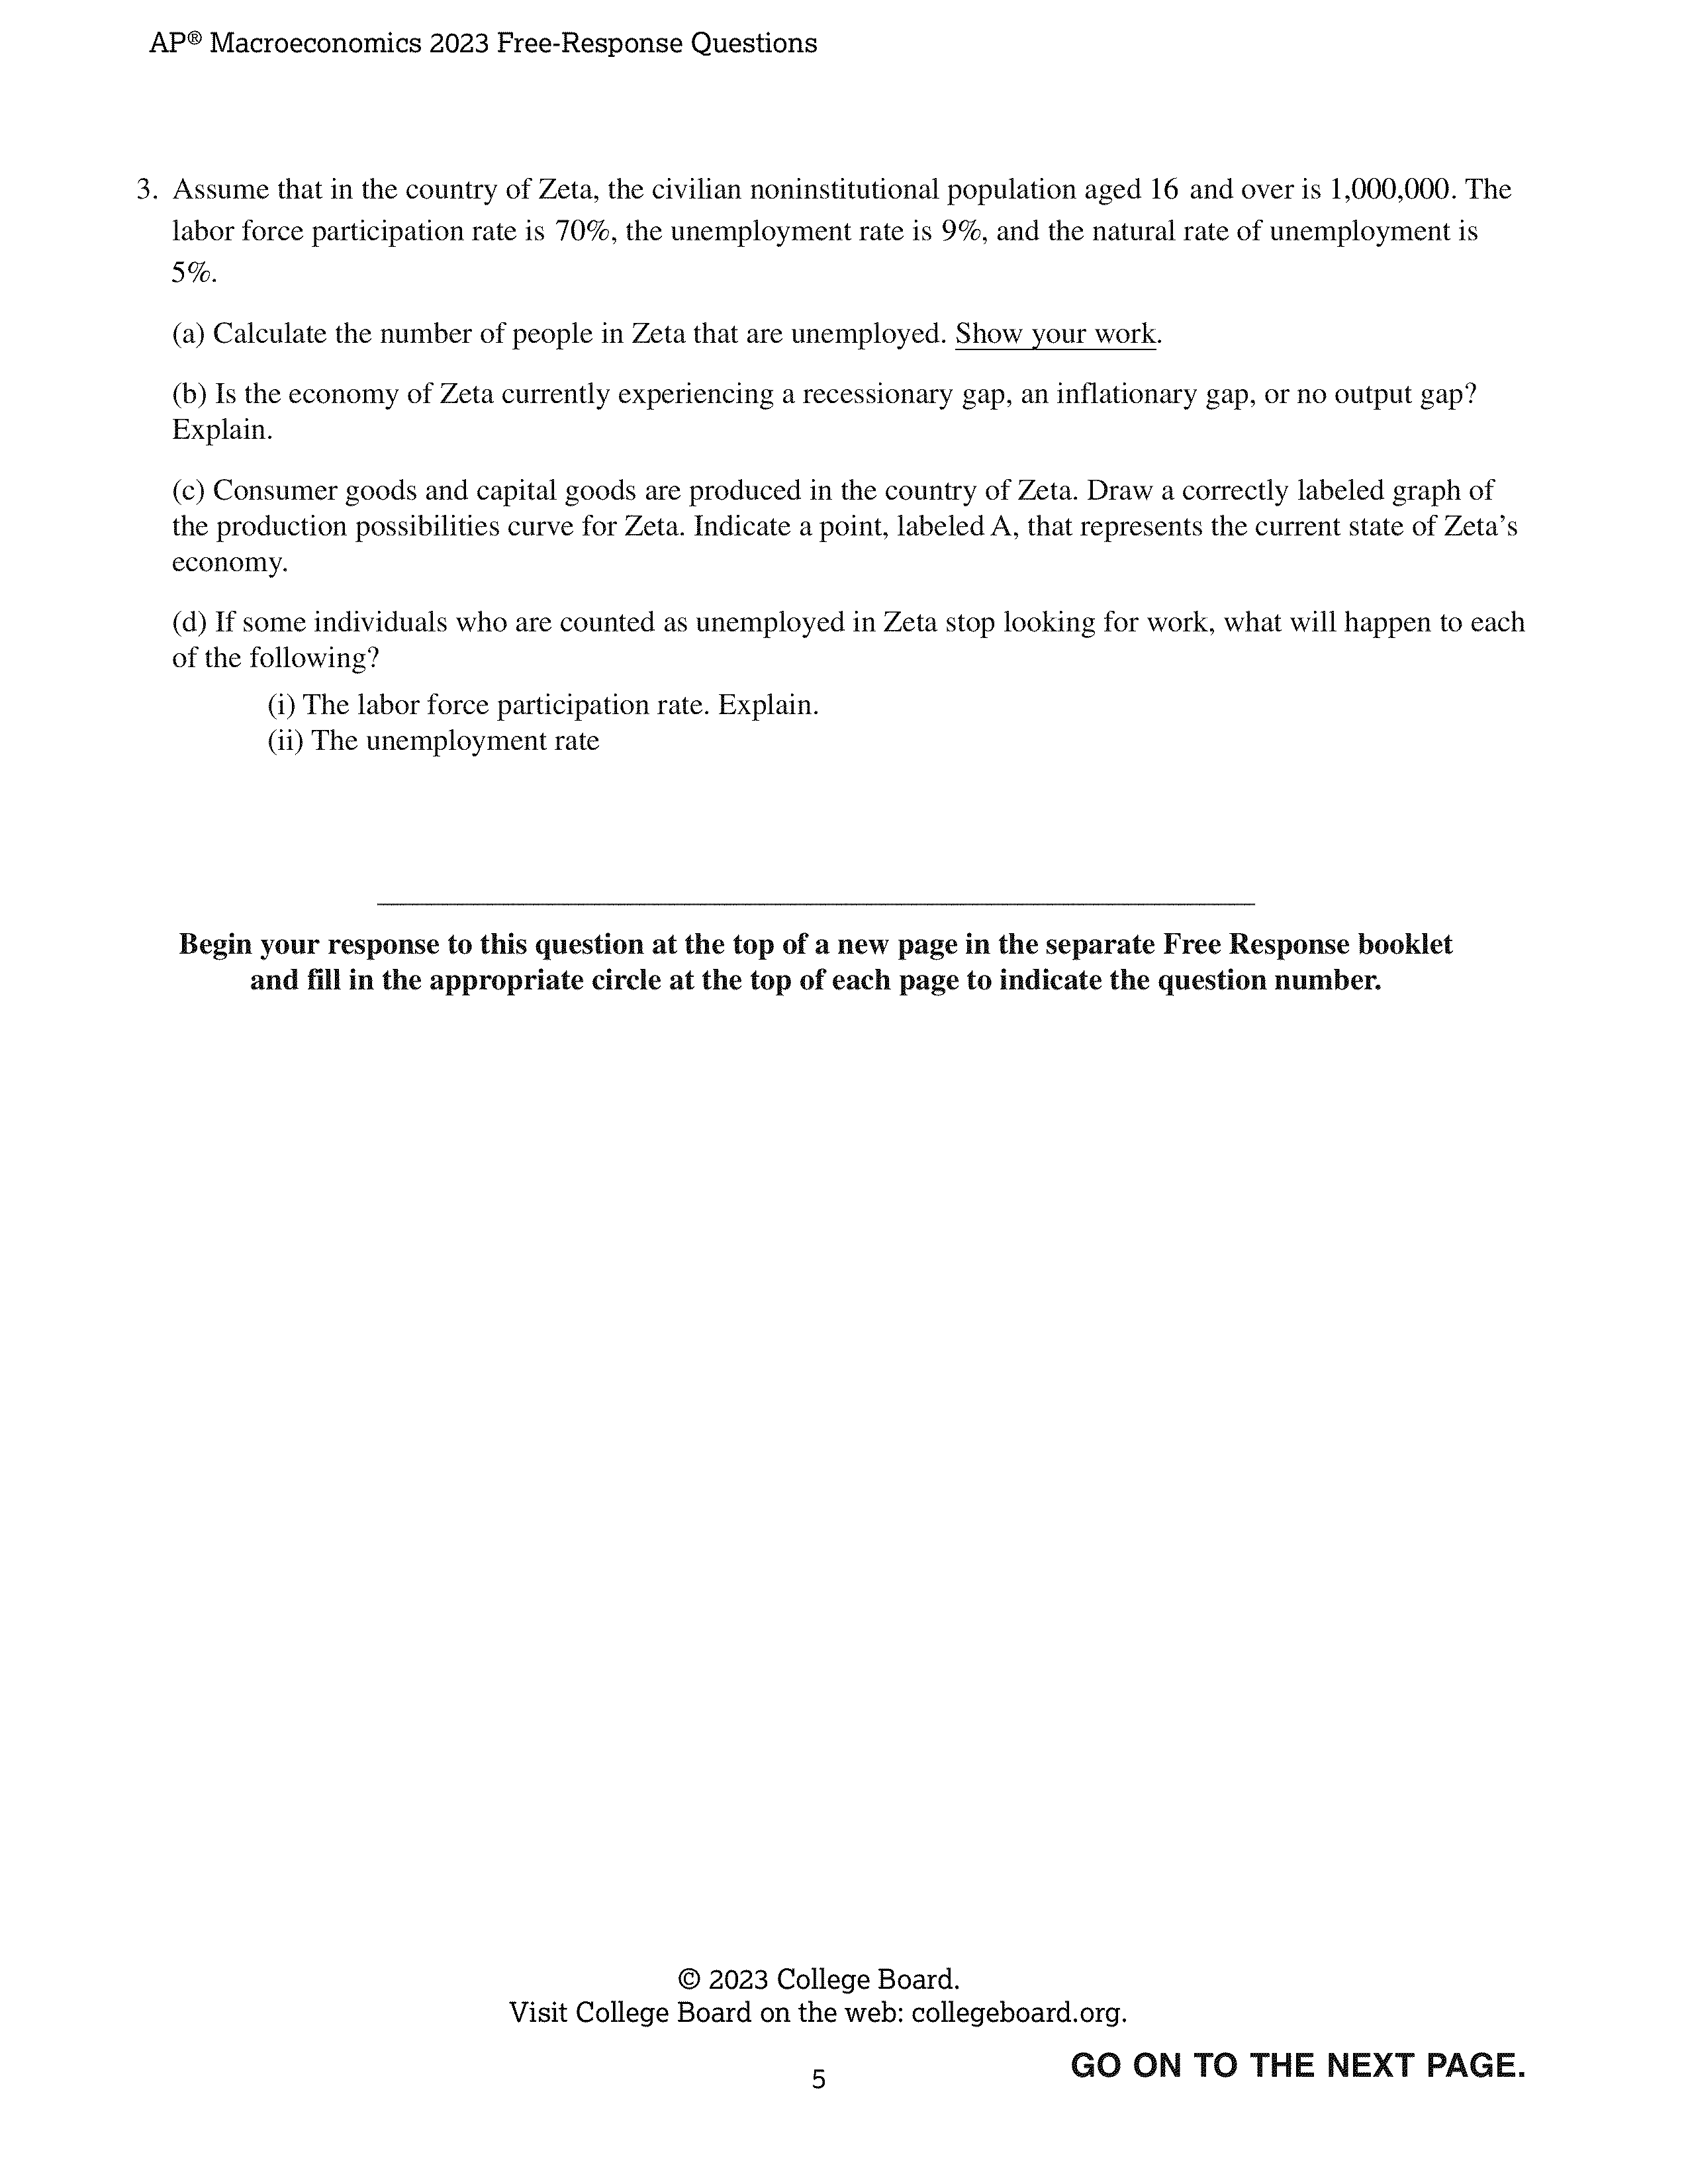 AP® Macroeconomics 2023 Free-Response Questions
3. Assume that in the country of Zeta, the civilian noninstitutional population aged 16 and over is 1,000,000. The
labor force participation rate is 70%, the unemployment rate is 9%, and the natural rate of unemployment is
5%.
(a) Calculate the number of people in Zeta that are unemployed. Show your work.
(b) Is the economy of Zeta currently experiencing a recessionary gap, an inflationary gap, or no output gap?
Explain.
(c) Consumer goods and capital goods are produced in the country of Zeta. Draw a correctly labeled graph of
the production possibilities curve for Zeta. Indicate a point, labeled A, that represents the current state of Zeta’s
economy.
(d) If some individuals who are counted as unemployed in Zeta stop looking for work, what will happen to each
of the following?
(i) The labor force participation rate. Explain.
(ii) The unemployment rate
Begin your response to this question at the top of a new page in the separate Free Response booklet
and fill in the appropriate circle at the top of each page to indicate the question number.
© 2023 College Board.
Visit College Board on the web: collegeboard.org.
GO ON TO THE NEXT PAGE.
5